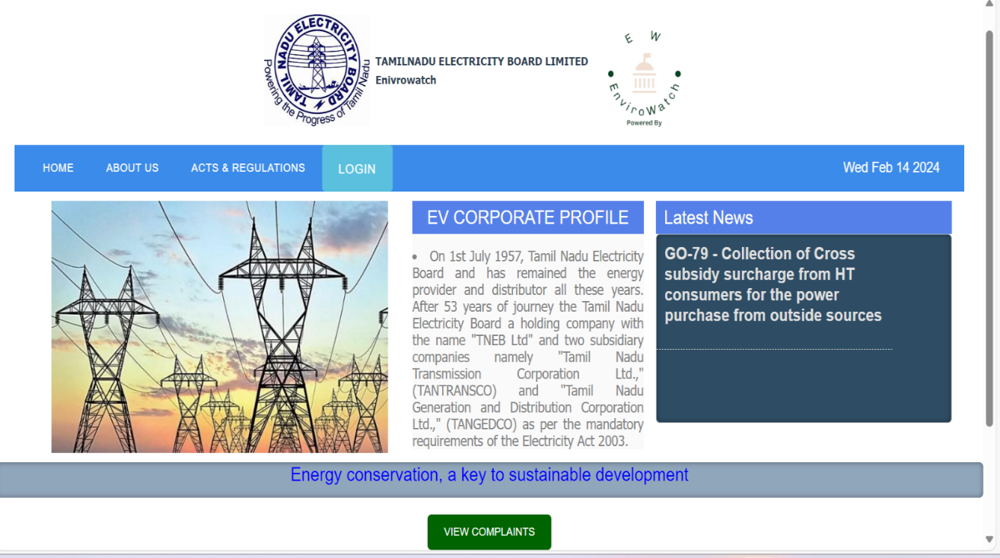 TAMIL NADU ELECTRICITY BOARD
Powering the Progress of Tamil Nadu
TAMILNADU ELECTRICITY BOARD LIMITED
Enivrowatch
E W
EnviroWatch
Powered By
HOME ABOUT US ACTS & REGULATIONS LOGIN Wed Feb 14 2024
EV CORPORATE PROFILE
• On 1st July 1957, Tamil Nadu Electricity
Board and has remained the energy
provider and distributor all these years.
After 53 years of journey the Tamil Nadu
Electricity Board a holding company with
the name "TNEB Ltd" and two subsidiary
companies namely "Tamil Nadu
Transmission Corporation Ltd.,"
(TANTRANSCO) and "Tamil Nadu
Generation and Distribution Corporation
Ltd.," (TANGEDCO) as per the mandatory
requirements of the Electricity Act 2003.
Latest News
GO-79 - Collection of Cross
subsidy surcharge from HT
consumers for the power
purchase from outside sources
Energy conservation, a key to sustainable development
VIEW COMPLAINTS